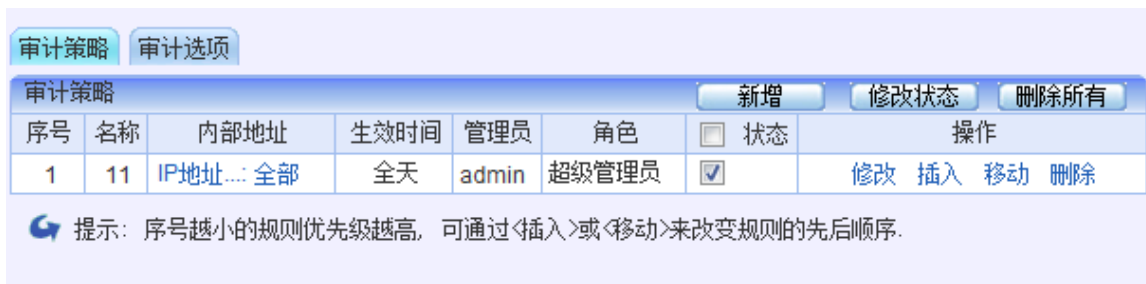 审计策略 审计选项
审计策略 新增 修改状态 删除所有
序号 名称 内部地址 生效时间 管理员 角色 状态 操作
1 11 IP地址...: 全部 全天 admin 超级管理员 修改 插入 移动 删除
提示: 序号越小的规则优先级越高, 可通过<插入>或<移动>来改变规则的先后顺序.